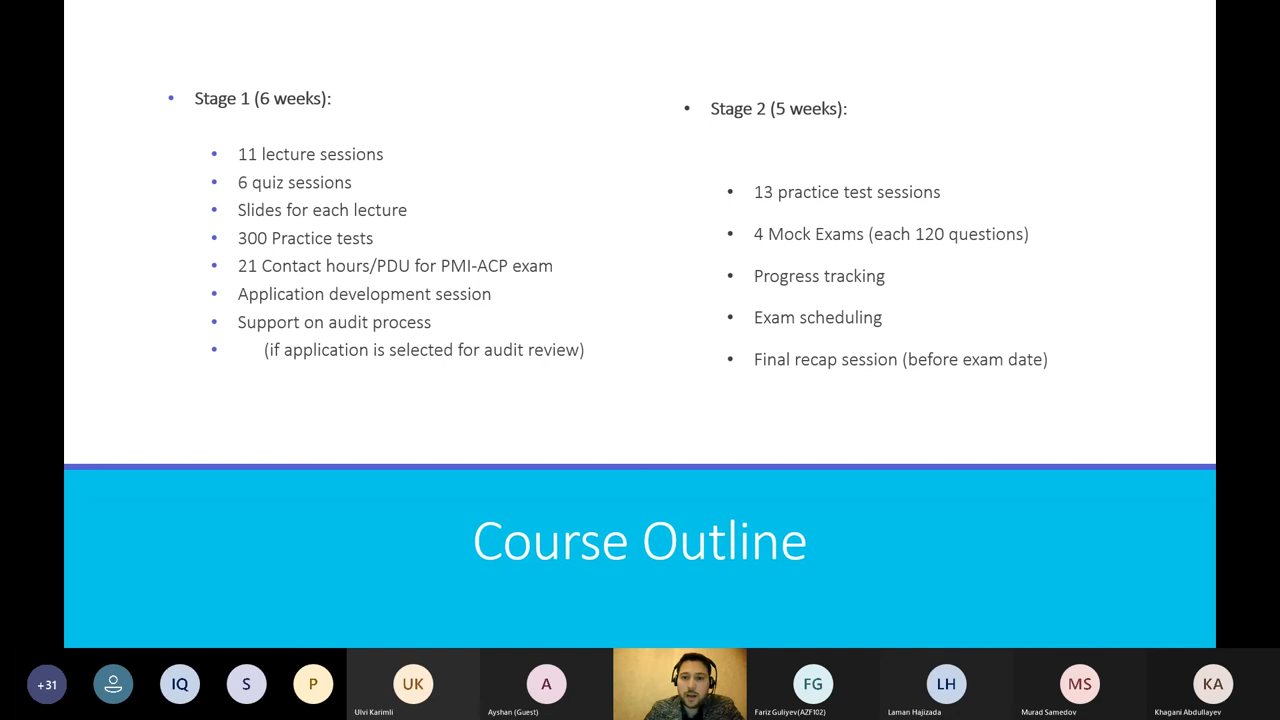 Stage 1 (6 weeks):
11 lecture sessions
6 quiz sessions
Slides for each lecture
300 Practice tests
21 Contact hours/PDU for PMI-ACP exam
Application development session
Support on audit process
(if application is selected for audit review)
Stage 2 (5 weeks):
13 practice test sessions
4 Mock Exams (each 120 questions)
Progress tracking
Exam scheduling
Final recap session (before exam date)
Course Outline
+31
IQ
S
P
UK
Ulvi Karimli
A
Ayshan (Guest)
FG
Fariz Guliyev(AZF102)
LH
Laman Hajizada
MS
Murad Samedov
KA
Khagani Abdullayev